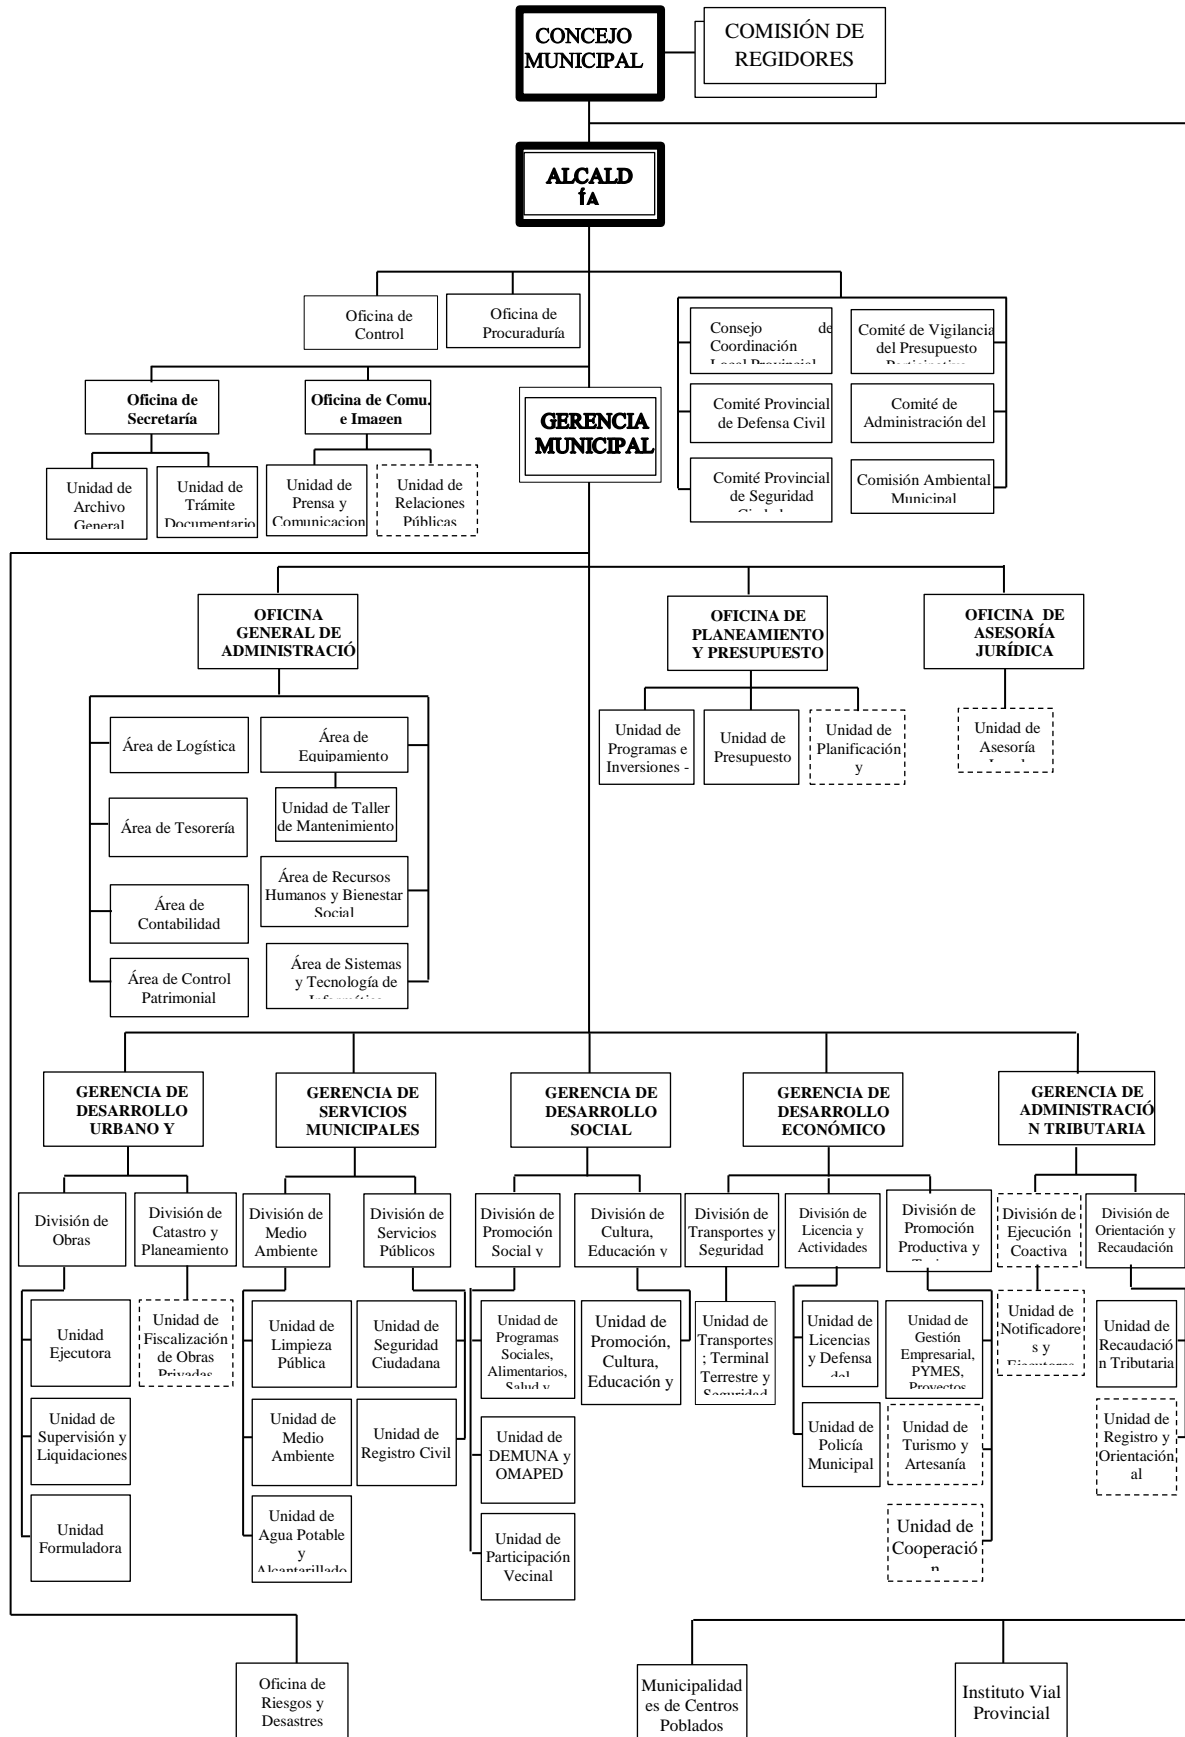 CONCEJO
MUNICIPAL
COMISIÓN DE
REGIDORES
ALCALD
ÍA
Oficina de
Control
Oficina de
Procuraduría
Consejo de
Coordinación
Local Provincial
Comité de Vigilancia
del Presupuesto
Participativo
Comité Provincial
de Defensa Civil
Comité de
Administración del
Comité Provincial
de Seguridad
Ciudadana
Comisión Ambiental
Municipal
Oficina de
Secretaría
Oficina de Comu.
e Imagen
GERENCIA
MUNICIPAL
Unidad de
Archivo
General
Unidad de
Trámite
Documentario
Unidad de
Prensa y
Comunicacion
Unidad de
Relaciones
Públicas
OFICINA
GENERAL DE
ADMINISTRACIÓ
OFICINA DE
PLANEAMIENTO
Y PRESUPUESTO
OFICINA DE
ASESORÍA
JURÍDICA
Unidad de
Programas e
Inversiones -
Unidad de
Presupuesto
Unidad de
Planificación
y
Unidad de
Asesoría
Legal
Área de Logística
Área de
Equipamiento
Unidad de Taller
de Mantenimiento
Área de Tesorería
Área de Recursos
Humanos y Bienestar
Social
Área de
Contabilidad
Área de Sistemas
y Tecnología de
Informática
Área de Control
Patrimonial
GERENCIA DE
DESARROLLO
URBANO Y
GERENCIA DE
SERVICIOS
MUNICIPALES
GERENCIA DE
DESARROLLO
SOCIAL
GERENCIA DE
DESARROLLO
ECONÓMICO
GERENCIA DE
ADMINISTRACIÓ
N TRIBUTARIA
División de
Obras
División de
Catastro y
Planeamiento
División de
Medio
Ambiente
División de
Servicios
Públicos
División de
Promoción
Social y
División de
Cultura,
Educación y
División de
Transportes y
Seguridad
División de
Licencia y
Actividades
División de
Promoción
Productiva y
Turismo
División de
Ejecución
Coactiva
División de
Orientación y
Recaudación
Unidad
Ejecutora
Unidad de
Fiscalización
de Obras
Privadas
Unidad de
Limpieza
Pública
Unidad de
Seguridad
Ciudadana
Unidad de
Programas
Sociales,
Alimentarios,
Salud y
Unidad de
Promoción,
Cultura,
Educación y
Unidad de
Transportes
; Terminal
Terrestre y
Seguridad
Unidad de
Licencias
y Defensa
del
Unidad de
Gestión
Empresarial,
PYMES,
Proyectos
Unidad de
Notificadore
s y
Ejecutores
Unidad de
Recaudació
n Tributaria
Unidad de
Supervisión y
Liquidaciones
Unidad de
Medio
Ambiente
Unidad de
Registro Civil
Unidad de
DEMUNA y
OMAPED
Unidad de
Policía
Municipal
Unidad de
Turismo y
Artesanía
Unidad de
Registro y
Orientación
al
Unidad
Formuladora
Unidad de
Agua Potable
y
Alcantarillado
Unidad de
Participación
Vecinal
Unidad de
Cooperació
n
Oficina de
Riesgos y
Desastres
Municipalidad
es de Centros
Poblados
Instituto Vial
Provincial